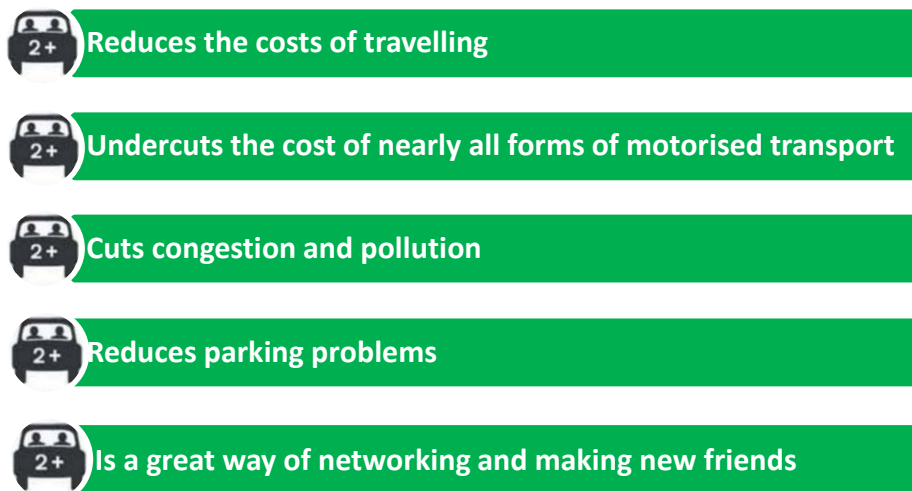 2+
Reduces the costs of travelling
2+
Undercuts the cost of nearly all forms of motorised transport
2+
Cuts congestion and pollution
2+
Reduces parking problems
2+
Is a great way of networking and making new friends